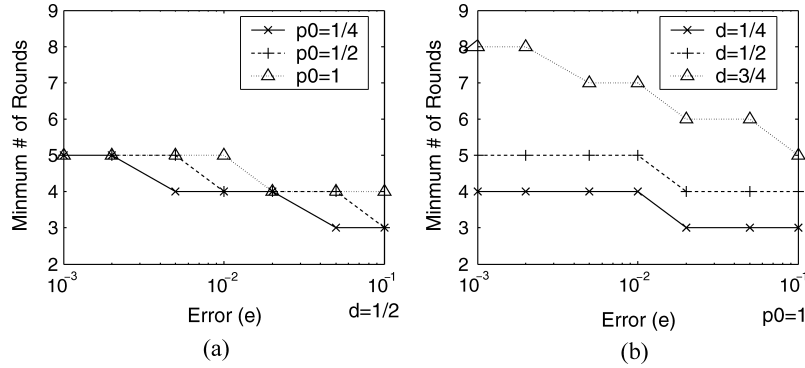 9
8
7
6
5
4
3
2
Minmum # of Rounds
p0=1/4
p0=1/2
p0=1
10^-3
10^-2
10^-1
Error (e)
d=1/2
(a)
9
8
7
6
5
4
3
2
Minmum # of Rounds
d=1/4
d=1/2
d=3/4
10^-3
10^-2
10^-1
Error (e)
p0=1
(b)